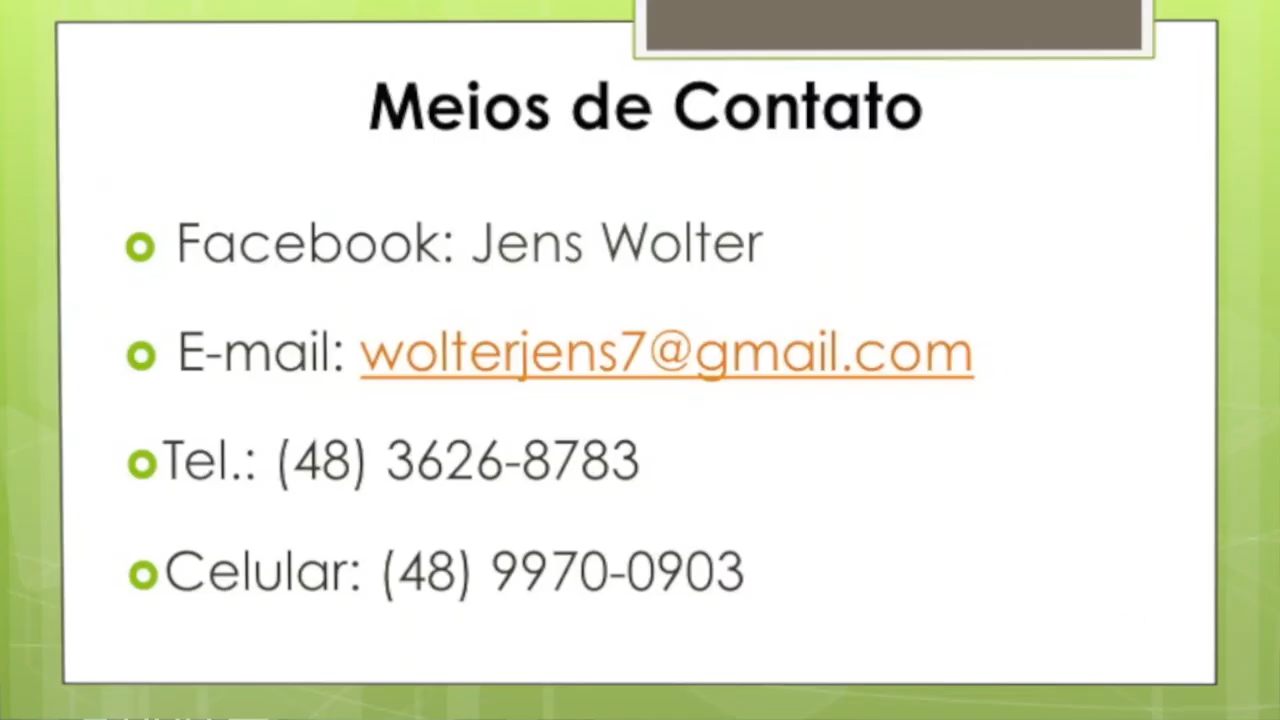 Meios de Contato
Facebook: Jens Wolter
E-mail: wolterjens7@gmail.com
Tel.: (48) 3626-8783
Celular: (48) 9970-0903